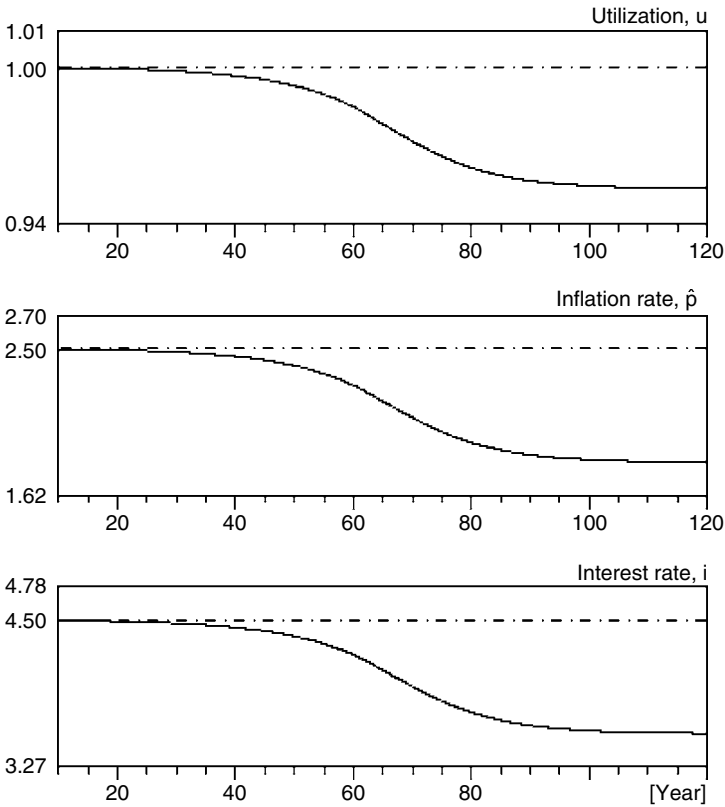 Utilization, u
1.01
1.00
0.94
20 40 60 80 100 120
Inflation rate, p̂
2.70
2.50
1.62
20 40 60 80 100 120
Interest rate, i
4.78
4.50
3.27
20 40 60 80 [Year]